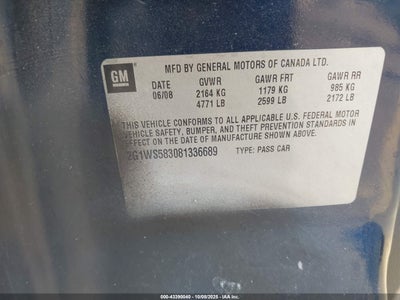 GM
MFD BY GENERAL MOTORS OF CANADA LTD.
DATE GVWR GAWR FRT GAWR RR
06/08 2164 KG 1179 KG 985 KG
4771 LB 2599 LB 2172 LB
THIS VEHICLE CONFORMS TO ALL APPLICABLE U.S. FEDERAL MOTOR
VEHICLE SAFETY, BUMPER, AND THEFT PREVENTION STANDARDS
IN EFFECT ON THE DATE OF MANUFACTURE SHOWN ABOVE.
2G1WS583081336689 TYPE: PASS CAR
000-43390040 - 10/09/2025 - IAA Inc.